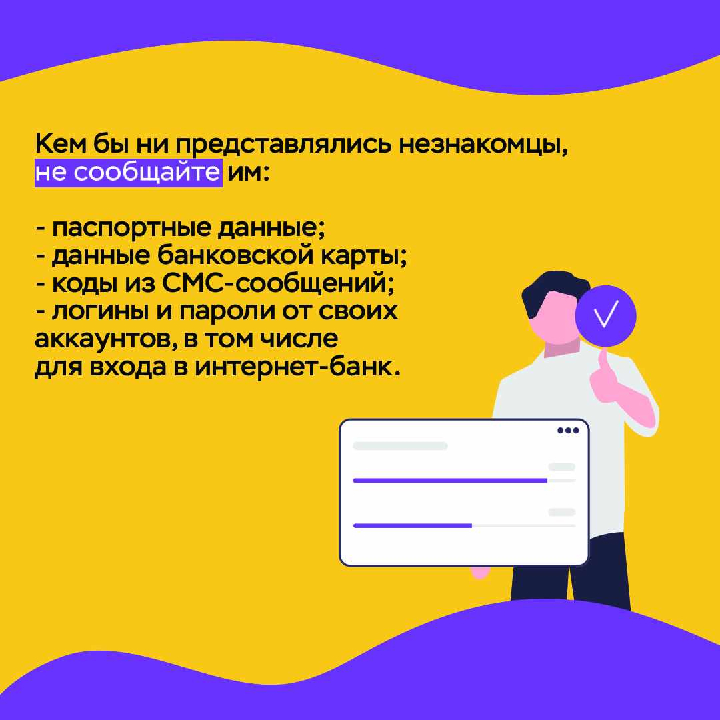 Кем бы ни представлялись незнакомцы,
не сообщайте им:
- паспортные данные;
- данные банковской карты;
- коды из СМС-сообщений;
- логины и пароли от своих
аккаунтов, в том числе
для входа в интернет-банк.